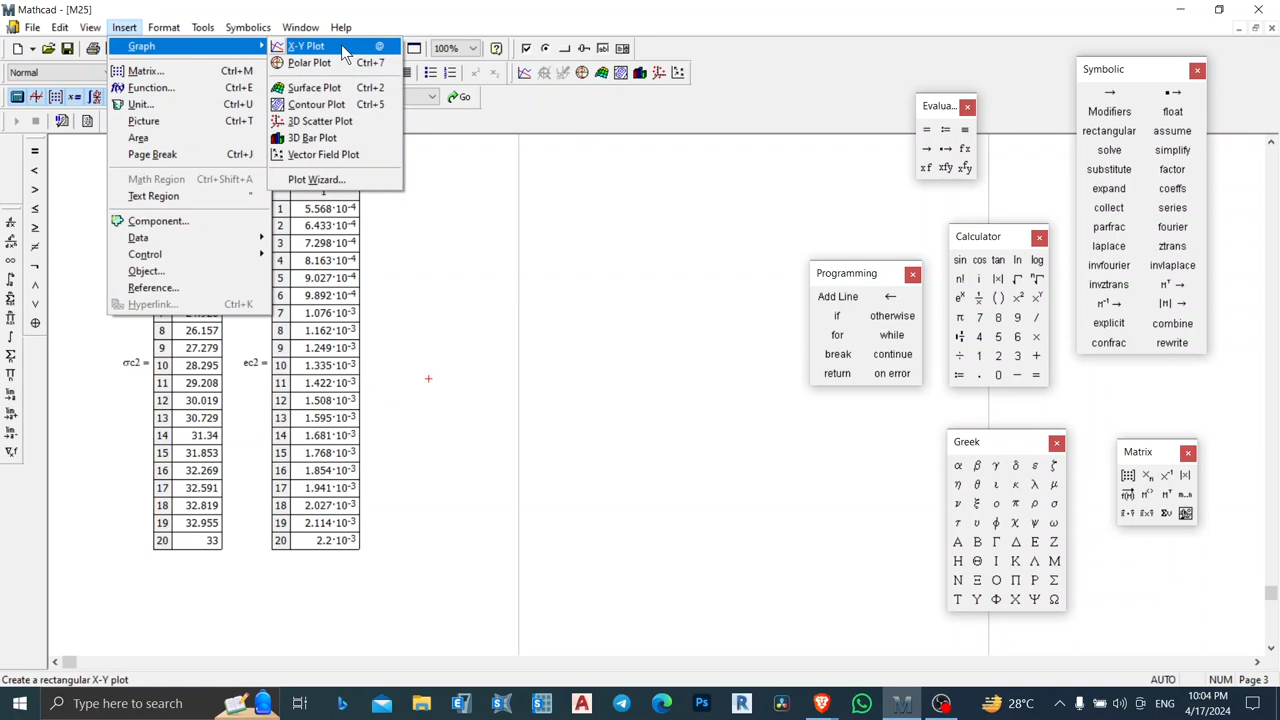 Mathcad - [M25]
File Edit View Insert Format Tools Symbolics Window Help
Graph
X-Y Plot @
100%
Normal
Matrix... Ctrl+M
Polar Plot Ctrl+7
Function... Ctrl+E
Surface Plot Ctrl+2
Unit... Ctrl+U
Contour Plot Ctrl+5
Go
Picture Ctrl+T
3D Scatter Plot
Area
3D Bar Plot
Page Break Ctrl+J
Vector Field Plot
Math Region Ctrl+Shift+A
Plot Wizard...
Text Region "
Component...
Data
Control
Object...
Reference...
Hyperlink... Ctrl+K
σc2 =
8 26.157
9 27.279
10 28.295
11 29.208
12 30.019
13 30.729
14 31.34
15 31.853
16 32.269
17 32.591
18 32.819
19 32.955
20 33
εc2 =
1
1 5.568·10-4
2 6.433·10-4
3 7.298·10-4
4 8.163·10-4
5 9.027·10-4
6 9.892·10-4
7 1.076·10-3
8 1.162·10-3
9 1.249·10-3
10 1.335·10-3
11 1.422·10-3
12 1.508·10-3
13 1.595·10-3
14 1.681·10-3
15 1.768·10-3
16 1.854·10-3
17 1.941·10-3
18 2.027·10-3
19 2.114·10-3
20 2.2·10-3
Evalua...
= := ≡
→ •→ fx
xf xfy xfy
Symbolic
→ ▪→
Modifiers float
rectangular assume
solve simplify
substitute factor
expand coeffs
collect series
parfrac fourier
laplace ztrans
invfourier invlaplace
invztrans Mᵀ→
M⁻¹→ |M|→
explicit combine
confrac rewrite
Calculator
sin cos tan ln log
n! i |×| √ ⁿ√
eˣ 1/x ( ) x² xʸ
π 7 8 9 /
4 5 6 ×
÷ 1 2 3 +
:= . 0 − =
Programming
Add Line ←
if otherwise
for while
break continue
return on error
Greek
α β γ δ ε ζ
η θ ι κ λ μ
ν ξ ο π ρ σ
τ υ φ χ ψ ω
Α Β Γ Δ Ε Ζ
Η Θ Ι Κ Λ Μ
Ν Ξ Ο Π Ρ Σ
Τ Υ Φ Χ Ψ Ω
Matrix
Create a rectangular X-Y plot
AUTO NUM Page 3
Type here to search
28°C
ENG
10:04 PM
4/17/2024